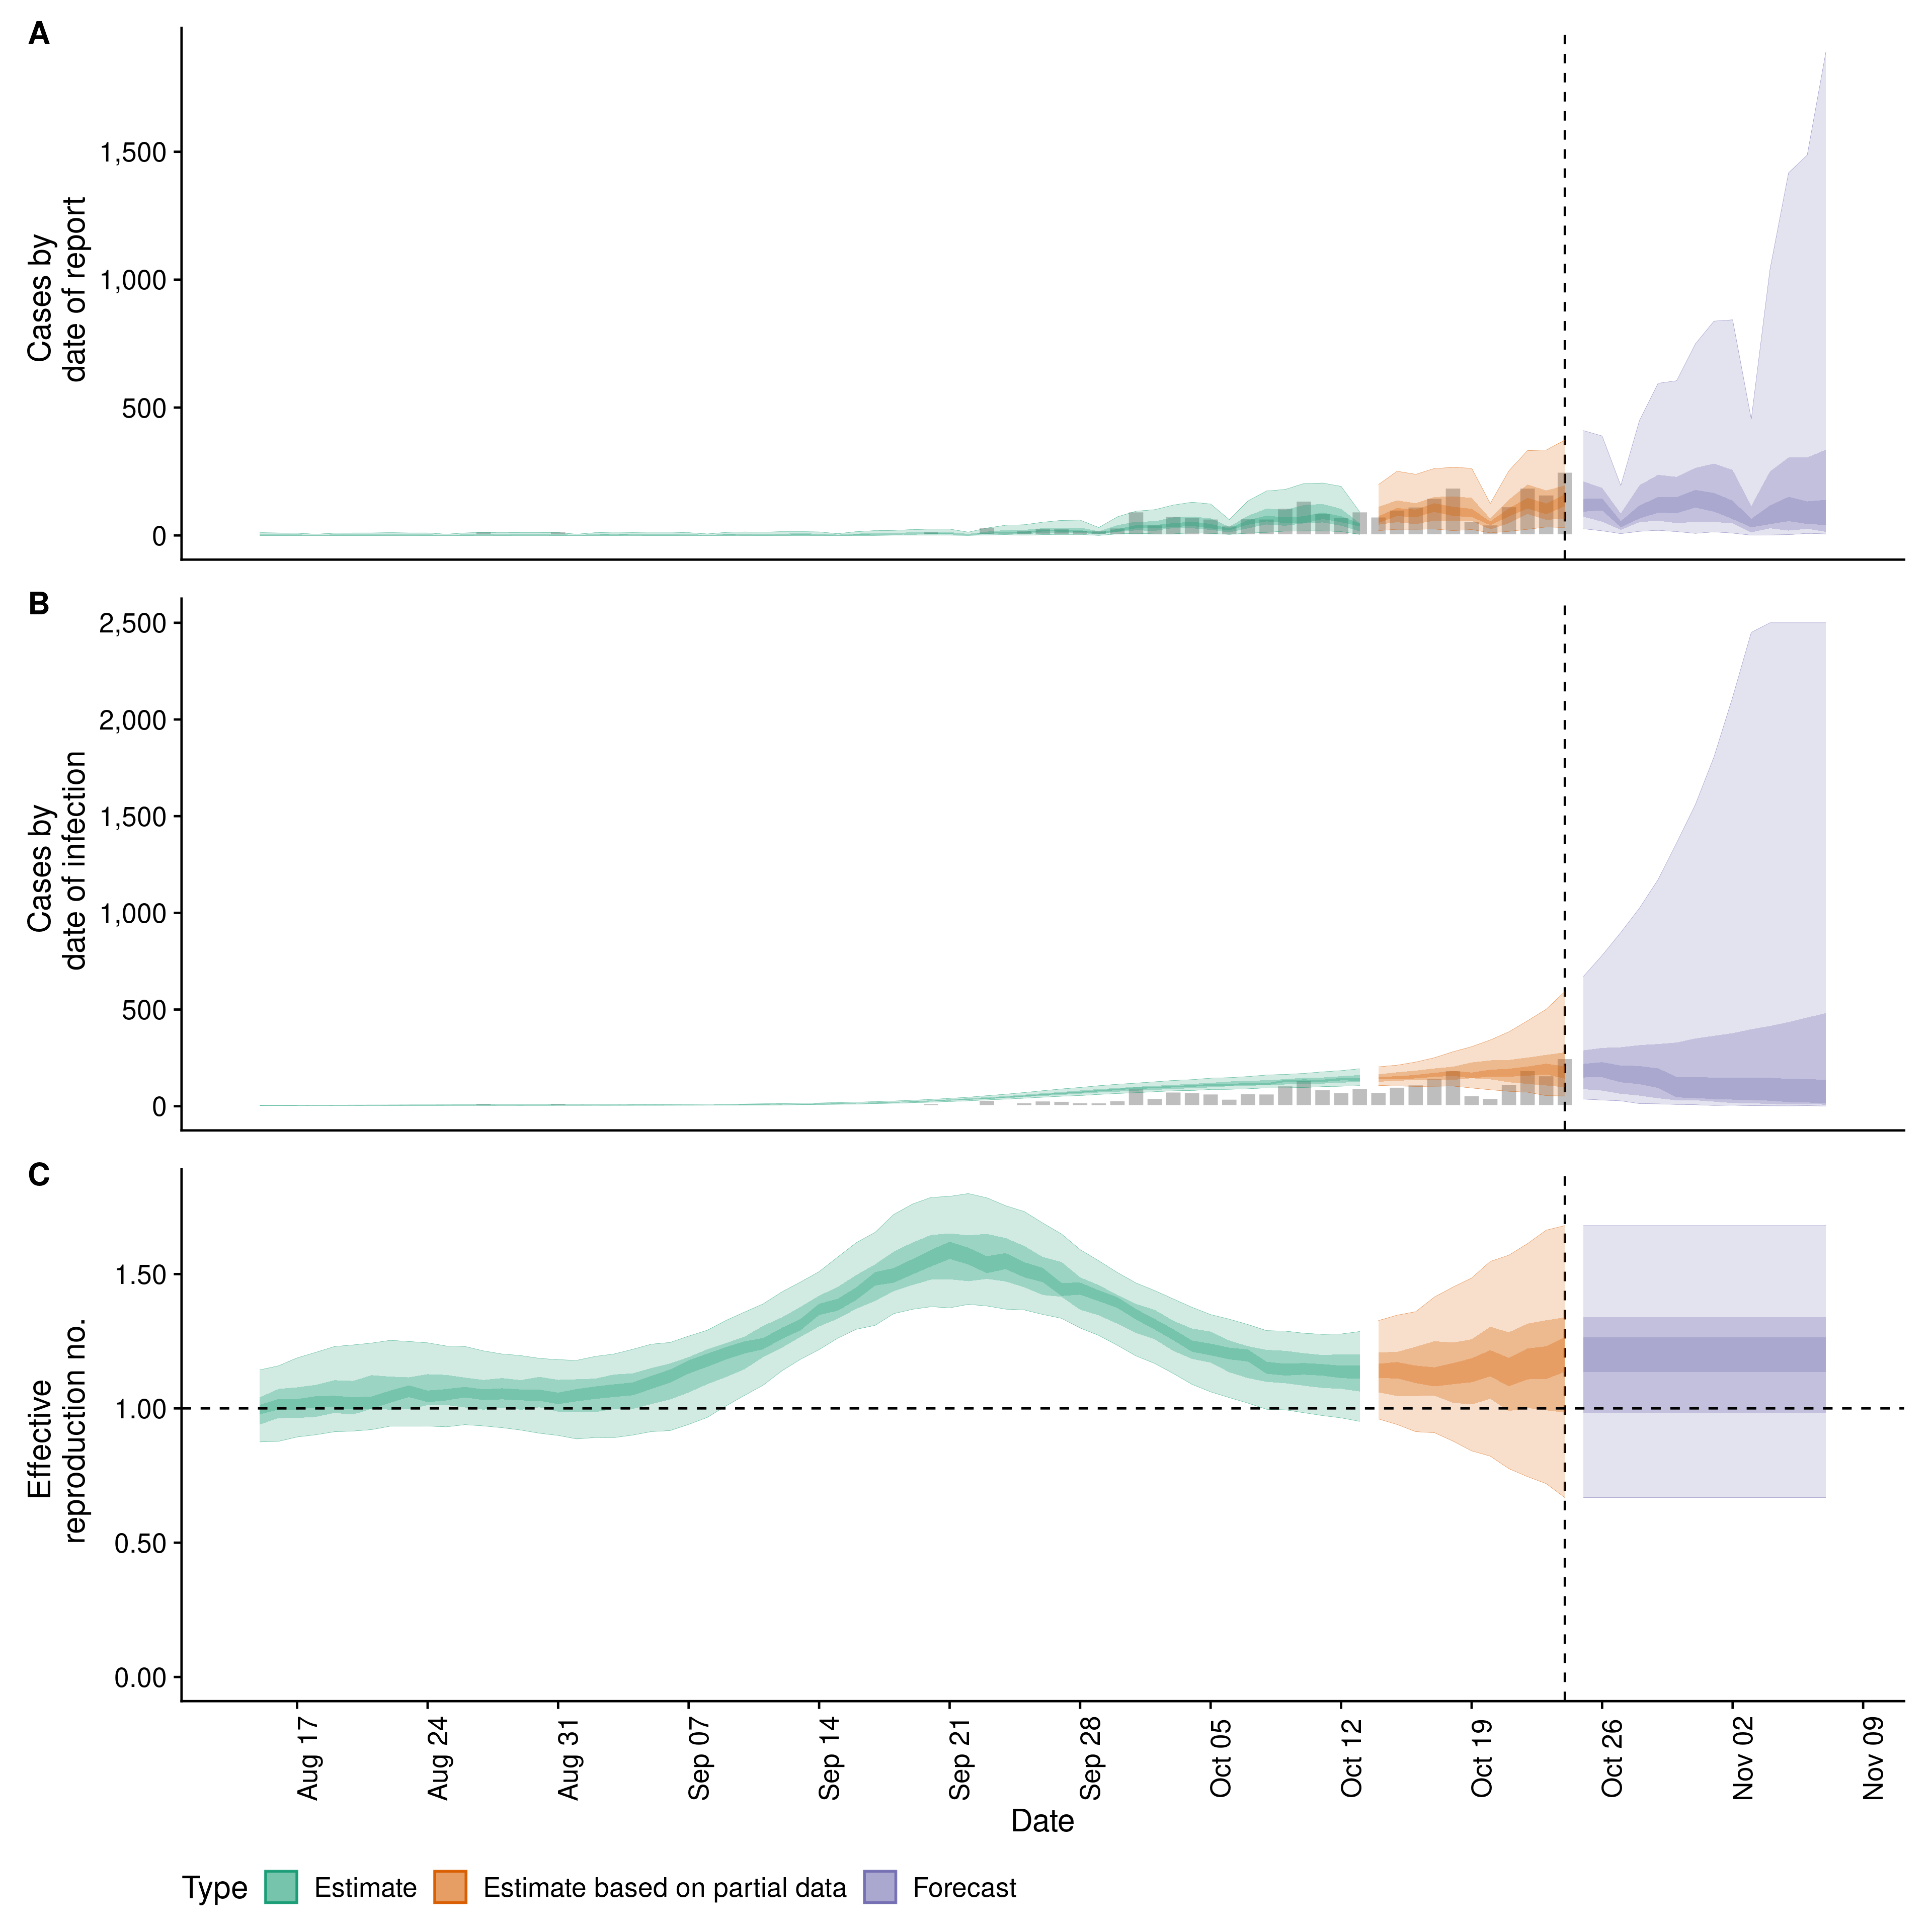 A
Cases by
date of report
1,500
1,000
500
0
B
Cases by
date of infection
2,500
2,000
1,500
1,000
500
0
C
Effective
reproduction no.
1.50
1.00
0.50
0.00
Aug 17
Aug 24
Aug 31
Sep 07
Sep 14
Sep 21
Sep 28
Oct 05
Oct 12
Oct 19
Oct 26
Nov 02
Nov 09
Date
Type Estimate Estimate based on partial data Forecast